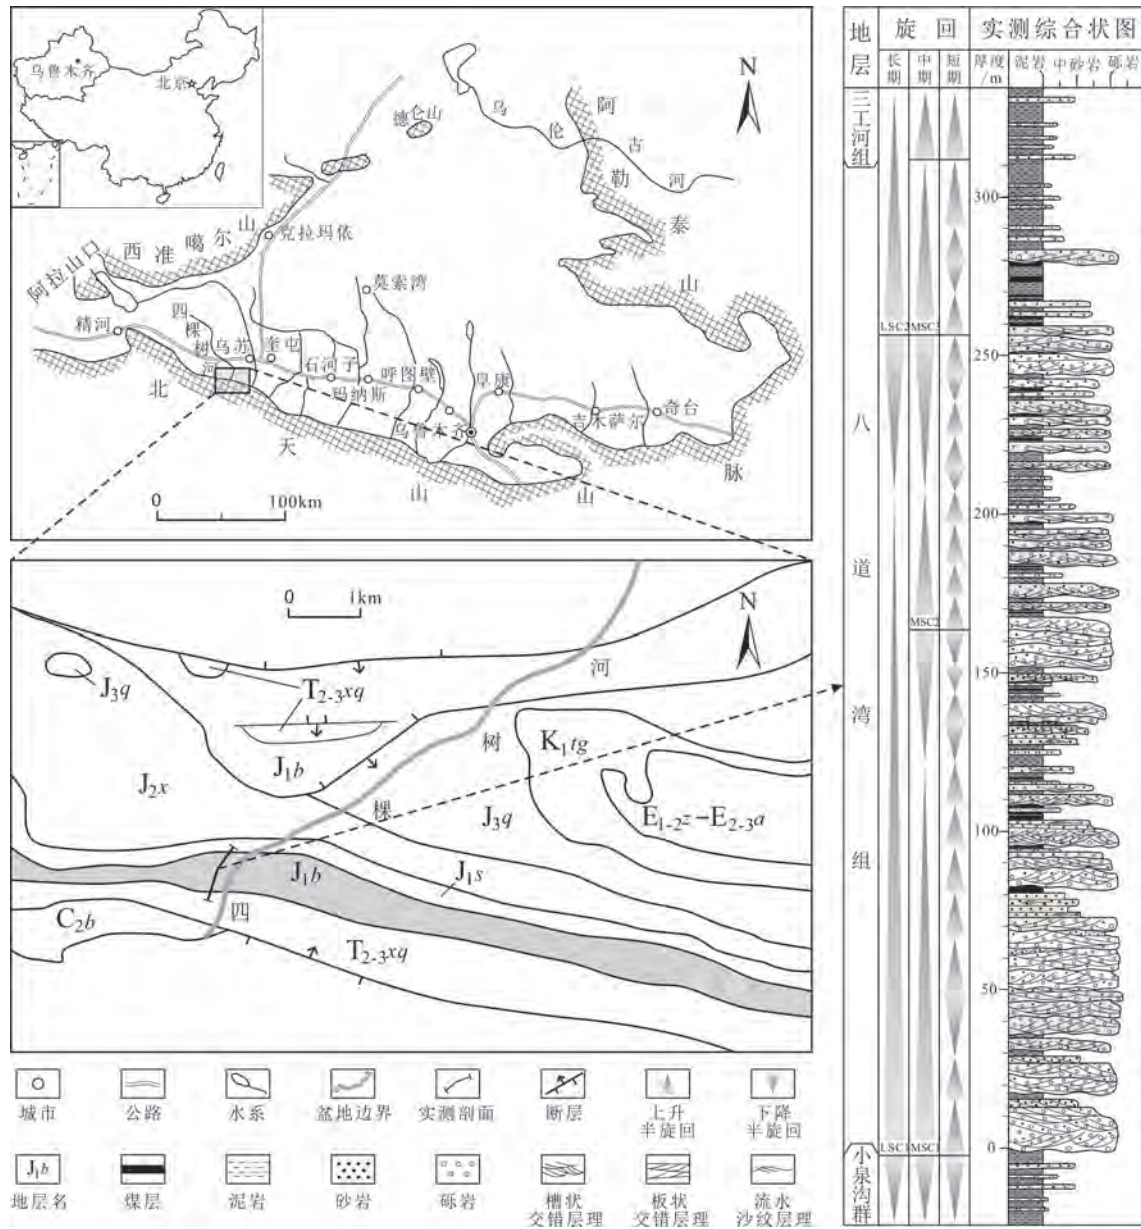 乌鲁木齐
北京
N
德仑山
乌伦古河
阿勒泰山
西准噶尔山
克拉玛依
阿拉山口
莫索湾
四棵树河
精河
乌苏
奎屯
石河子
玛纳斯
呼图壁
阜康
乌鲁木齐
吉木萨尔
奇台
北天山山脉
0 100km
0 1km
N
J₃q
T₂₋₃xq
J₁b
J₂x
K₁tg
E₁₋₂z-E₂₋₃a
J₃q
J₁b
J₁s
C₂b
T₂₋₃xq
四棵树河
城市
公路
水系
盆地边界
实测剖面
断层
上升
半旋回
下降
半旋回
J₁b
地层名
煤层
泥岩
砂岩
砾岩
槽状
交错层理
板状
交错层理
流水
沙纹层理
地层
旋回
实测综合状图
长期
中期
短期
厚度
/m
泥岩
中砂岩
砾岩
三工河组
八道湾组
小泉沟群
300
250
200
150
100
50
0
LSC2
MSC3
MSC2
LSC1
MSC1